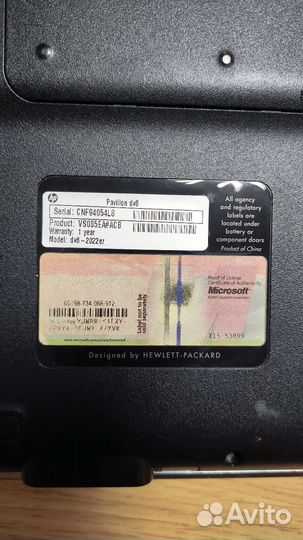 hp
Pavilion dv6
Serial: CNF94054L8
Product: VS085EA#ACB
Warranty: 1 year
Model: dv6-2022er
All agency
and regulatory
labels are
located under
battery or
component doors
Product of China
Label not to be
sold separately
Proof of License
Certificate of Authenticity
Microsoft
X15-53899
Designed by HEWLETT-PACKARD
Avito